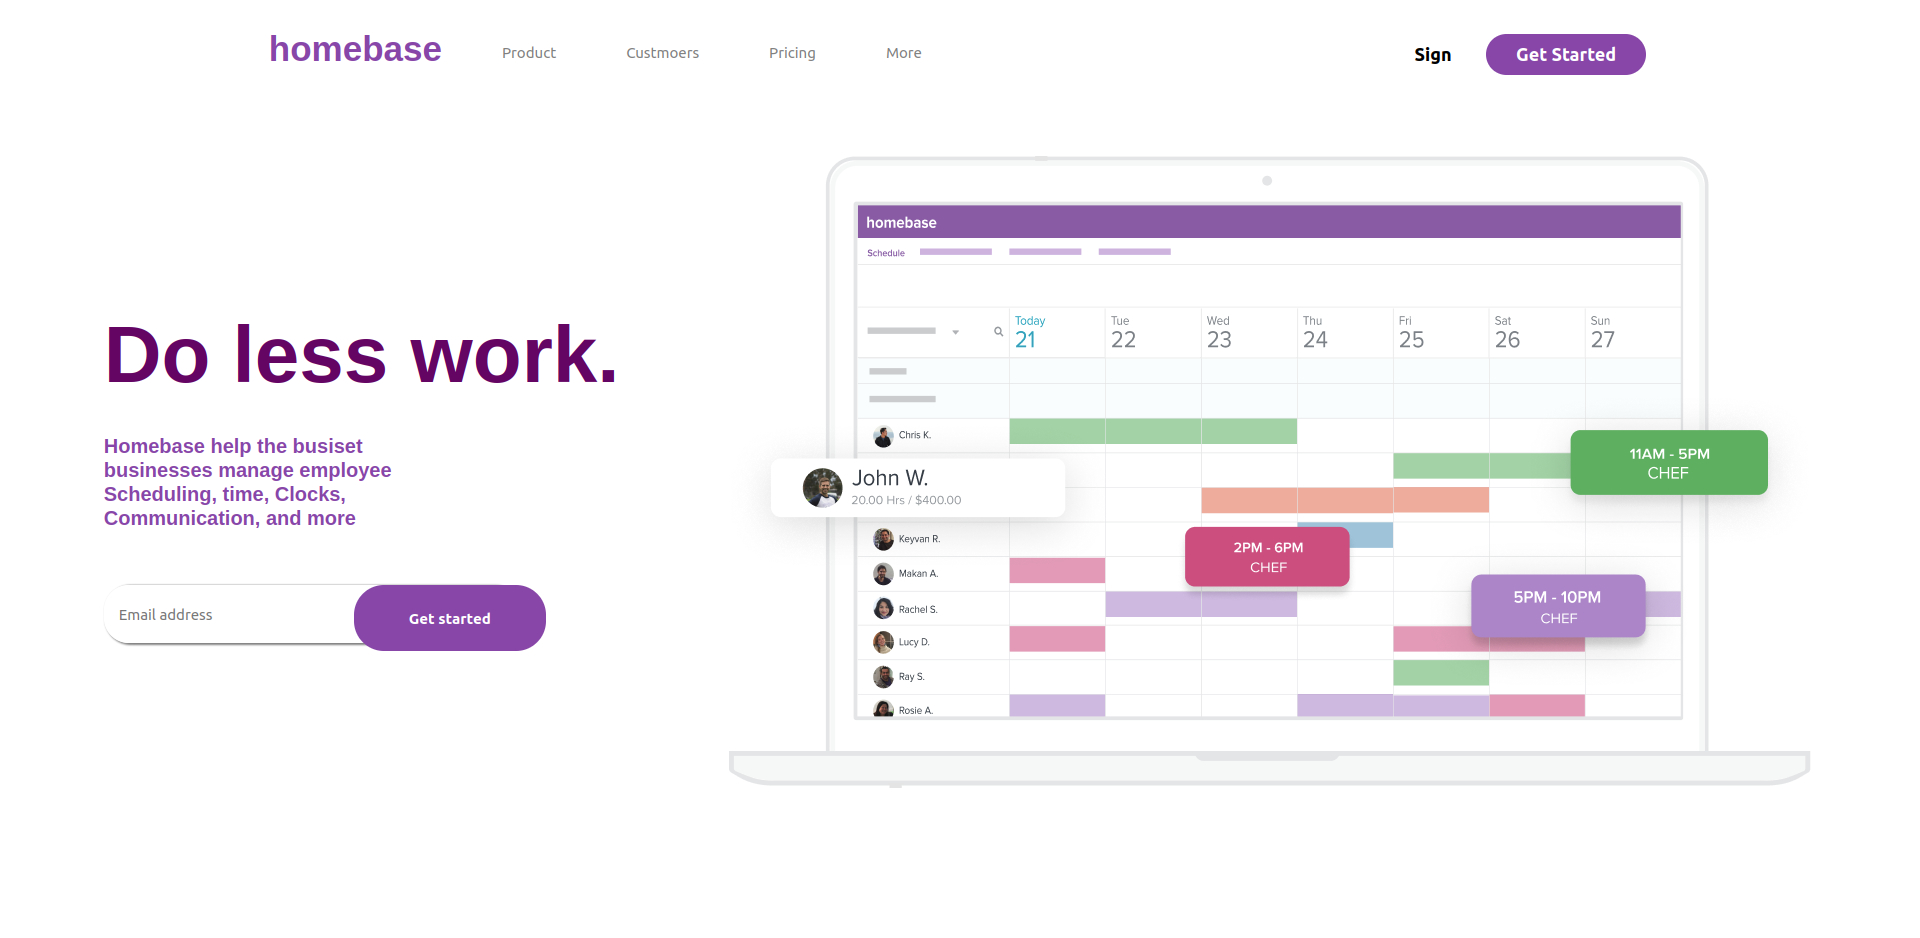 homebase
Product
Custmoers
Pricing
More
Sign
Get Started
Do less work.
Homebase help the busiset
businesses manage employee
Scheduling, time, Clocks,
Communication, and more
Email address
Get started
homebase
Schedule
Today
21
Tue
22
Wed
23
Thu
24
Fri
25
Sat
26
Sun
27
Chris K.
John W.
20.00 Hrs / $400.00
11AM - 5PM
CHEF
Keyvan R.
2PM - 6PM
CHEF
Makan A.
5PM - 10PM
CHEF
Rachel S.
Lucy D.
Ray S.
Rosie A.